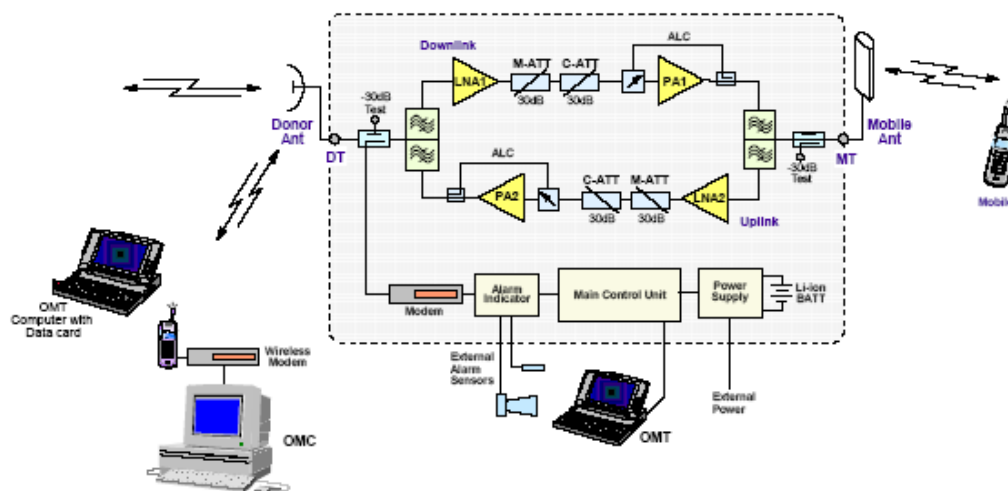 Downlink
ALC
M-ATT
C-ATT
LNA1
PA1
30dB
30dB
-30dB
Test
Donor
Ant
DT
MT
Mobile
Ant
-30dB
Test
ALC
C-ATT
M-ATT
PA2
LNA2
30dB
30dB
Uplink
Mobile
OMT
Computer with
Data card
Modem
Alarm
Indicator
Main Control Unit
Power
Supply
Li-ion
BATT
Wireless
Modem
External
Alarm
Sensors
External
Power
OMC
OMT